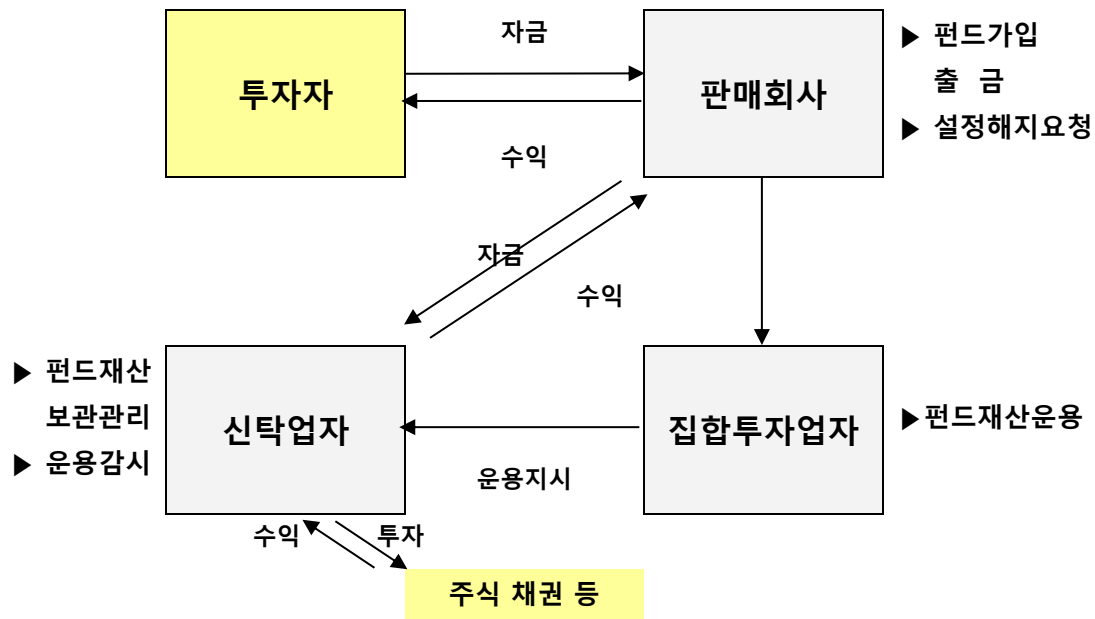 자금
투자자
판매회사
▶ 펀드가입
출 금
▶ 설정해지요청
수익
자금
수익
▶ 펀드재산
보관관리
▶ 운용감시
신탁업자
집합투자업자
▶펀드재산운용
운용지시
수익
투자
주식 채권 등